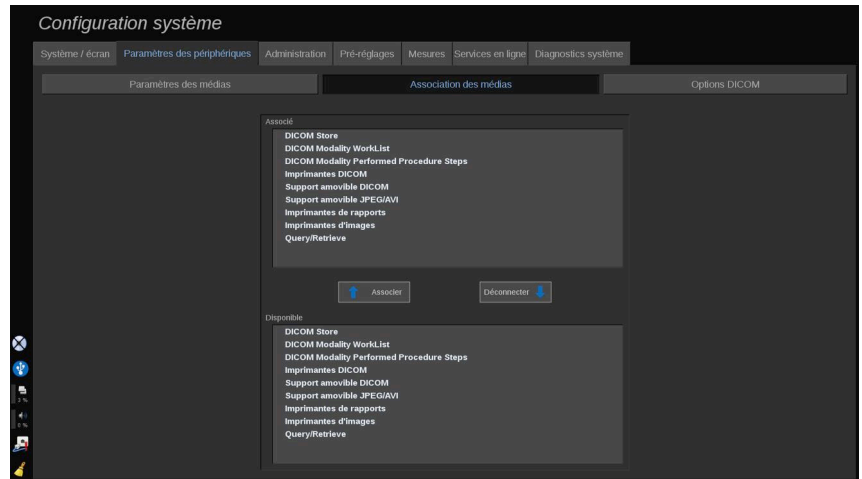 Configuration système
Système / écran Paramètres des périphériques Administration Pré-réglages Mesures Services en ligne Diagnostics système
Paramètres des médias Association des médias Options DICOM
Associé
DICOM Store
DICOM Modality WorkList
DICOM Modality Performed Procedure Steps
Imprimantes DICOM
Support amovible DICOM
Support amovible JPEG/AVI
Imprimantes de rapports
Imprimantes d'images
Query/Retrieve
Associer Déconnecter
Disponible
DICOM Store
DICOM Modality WorkList
DICOM Modality Performed Procedure Steps
Imprimantes DICOM
Support amovible DICOM
Support amovible JPEG/AVI
Imprimantes de rapports
Imprimantes d'images
Query/Retrieve
3 %
0 %